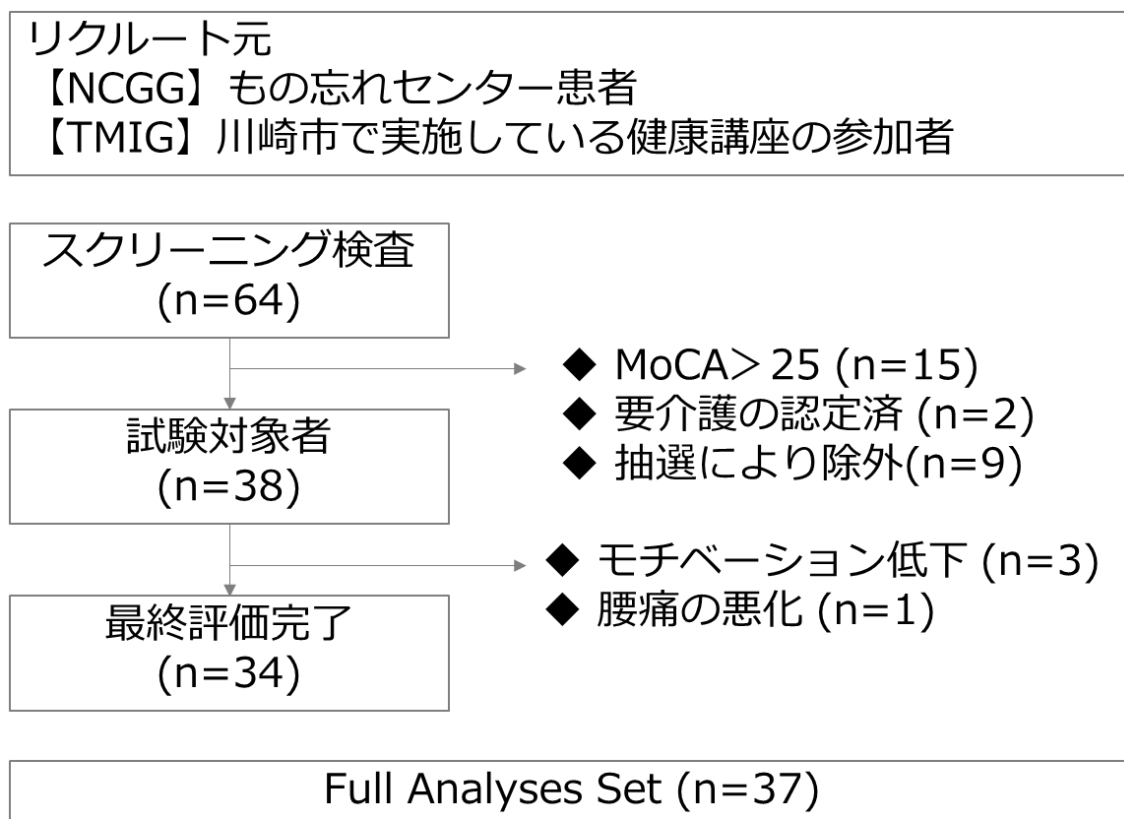 リクルート元
【NCGG】もの忘れセンター患者
【TMIG】川崎市で実施している健康講座の参加者
スクリーニング検査
(n=64)
◆ MoCA＞25 (n=15)
◆ 要介護の認定済 (n=2)
◆ 抽選により除外(n=9)
試験対象者
(n=38)
◆ モチベーション低下 (n=3)
◆ 腰痛の悪化 (n=1)
最終評価完了
(n=34)
Full Analyses Set (n=37)